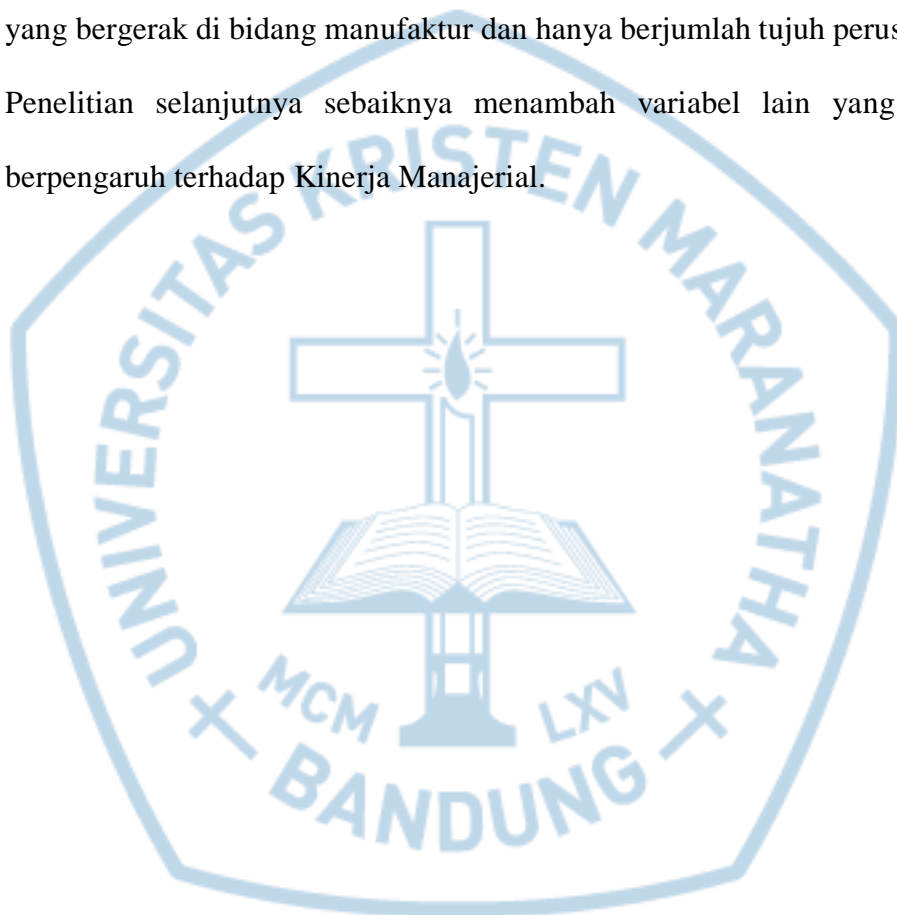 yang bergerak di bidang manufaktur dan hanya berjumlah tujuh
Penelitian selanjutnya sebaiknya menambah variabel lain yang
berpengaruh terhadap Kinerja Manajerial.
UNIVERSITAS KRISTEN MARANATHA
MCM LXV
BANDUNG